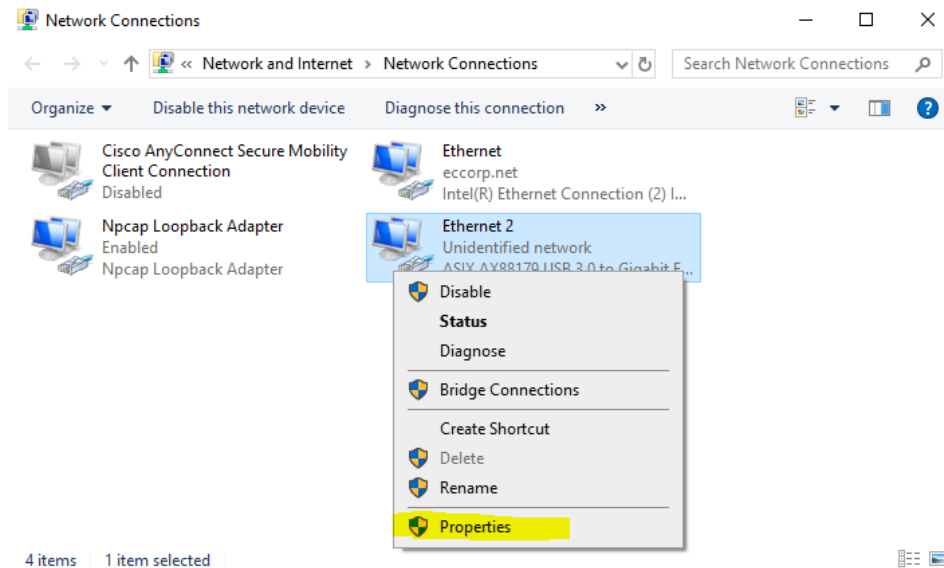 Network Connections
« Network and Internet > Network Connections
Search Network Connections
Organize
Disable this network device
Diagnose this connection
»
Cisco AnyConnect Secure Mobility
Client Connection
Disabled
Ethernet
eccorp.net
Intel(R) Ethernet Connection (2) I...
Npcap Loopback Adapter
Enabled
Npcap Loopback Adapter
Ethernet 2
Unidentified network
ASIX AX88179 USB 3.0 to Gigabit E...
Disable
Status
Diagnose
Bridge Connections
Create Shortcut
Delete
Rename
Properties
4 items
1 item selected